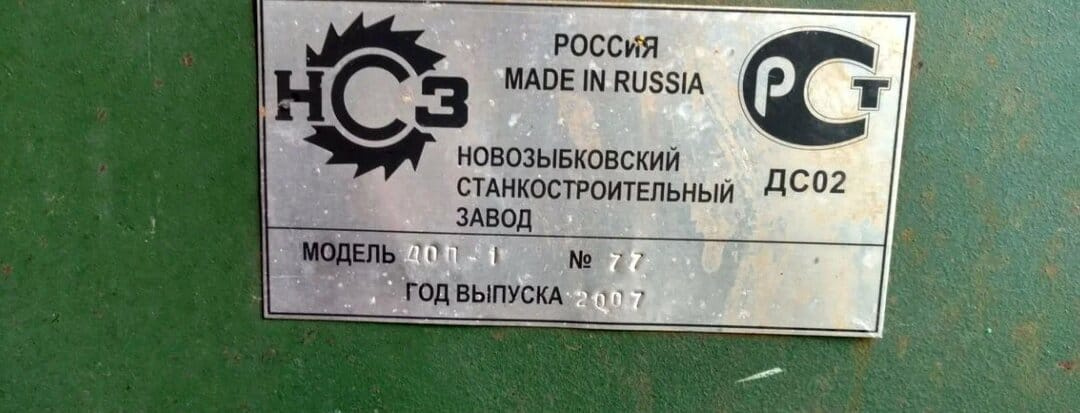 НСЗ
РОССИЯ
MADE IN RUSSIA
РСТ
ДС02
НОВОЗЫБКОВСКИЙ
СТАНКОСТРОИТЕЛЬНЫЙ
ЗАВОД
МОДЕЛЬ ДОП-1 № 77
ГОД ВЫПУСКА 2007